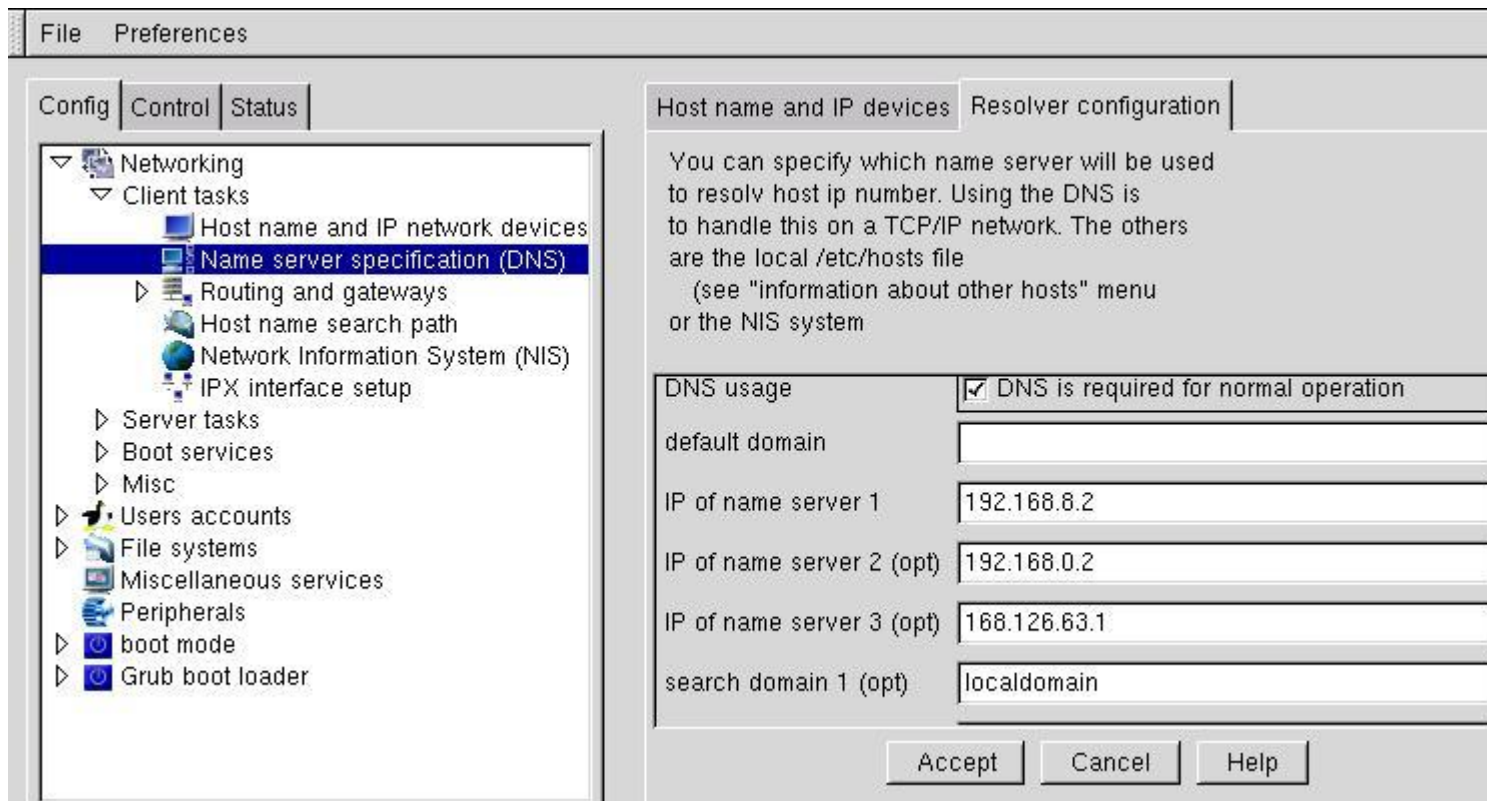 File Preferences
Config Control Status
Networking
Client tasks
Host name and IP network devices
Name server specification (DNS)
Routing and gateways
Host name search path
Network Information System (NIS)
IPX interface setup
Server tasks
Boot services
Misc
Users accounts
File systems
Miscellaneous services
Peripherals
boot mode
Grub boot loader
Host name and IP devices Resolver configuration
You can specify which name server will be used
to resolv host ip number. Using the DNS is
to handle this on a TCP/IP network. The others
are the local /etc/hosts file
(see "information about other hosts" menu
or the NIS system
DNS usage DNS is required for normal operation
default domain
IP of name server 1 192.168.8.2
IP of name server 2 (opt) 192.168.0.2
IP of name server 3 (opt) 168.126.63.1
search domain 1 (opt) localdomain
Accept Cancel Help